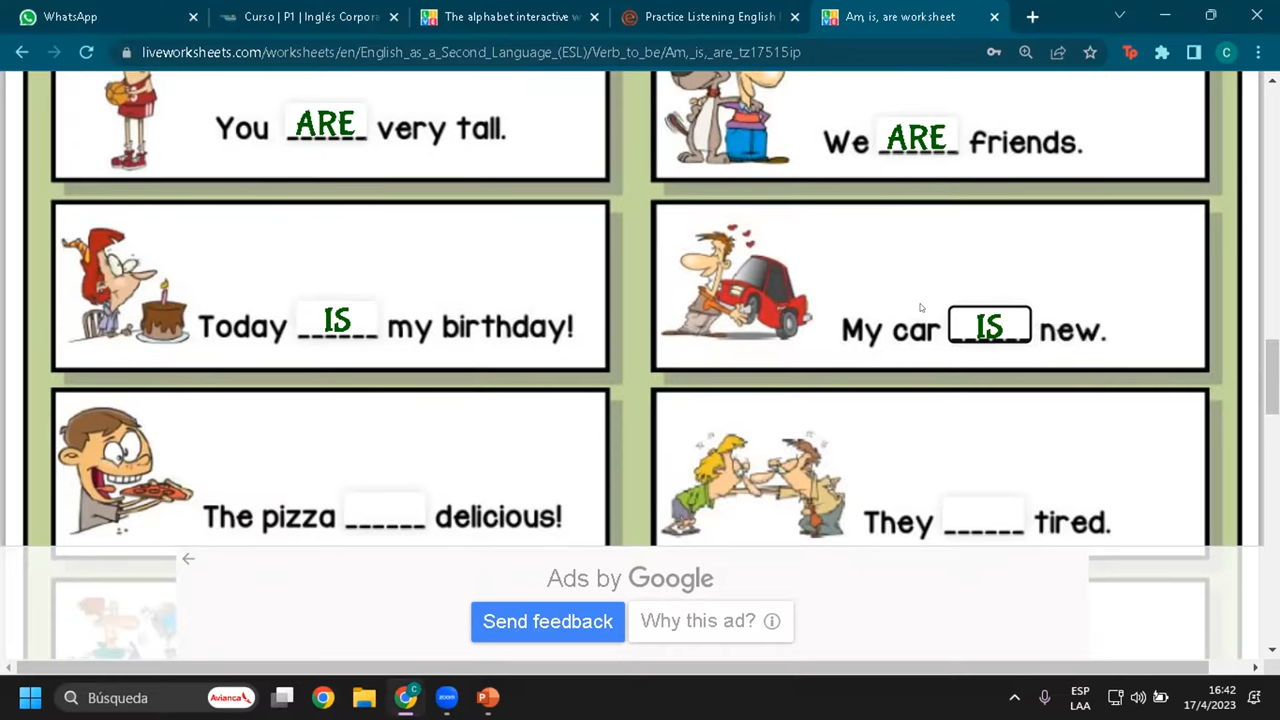 WhatsApp
Curso | P1 | Inglés Corpora
The alphabet interactive w
Practice Listening English
Am, is, are worksheet
liveworksheets.com/worksheets/en/English_as_a_Second_Language_(ESL)/Verb_to_be/Am,_is,_are_tz17515ip
You ARE very tall.
We ARE friends.
Today IS my birthday!
My car IS new.
The pizza ______ delicious!
They ______ tired.
Ads by Google
Send feedback
Why this ad?
Búsqueda
Avianca
zoom
ESP
LAA
16:42
17/4/2023